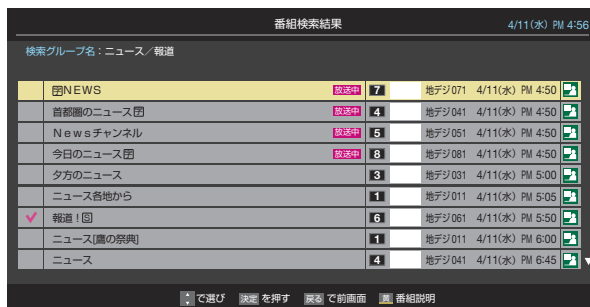 番組検索結果 4/11(水) PM 4:56
検索グループ名：ニュース／報道
字NEWS 放送中 7 地デジ071 4/11(水) PM 4:50
首都圏のニュース字 放送中 4 地デジ041 4/11(水) PM 4:50
Ｎｅｗｓチャンネル 放送中 5 地デジ051 4/11(水) PM 4:50
今日のニュース字 放送中 8 地デジ081 4/11(水) PM 4:50
夕方のニュース 3 地デジ031 4/11(水) PM 5:00
ニュース各地から 1 地デジ011 4/11(水) PM 5:05
報道！S 6 地デジ061 4/11(水) PM 5:50
ニュース[鷹の祭典] 1 地デジ011 4/11(水) PM 6:00
ニュース 4 地デジ041 4/11(水) PM 6:45
で選び 決定 を押す 戻る で前画面 黄 番組説明